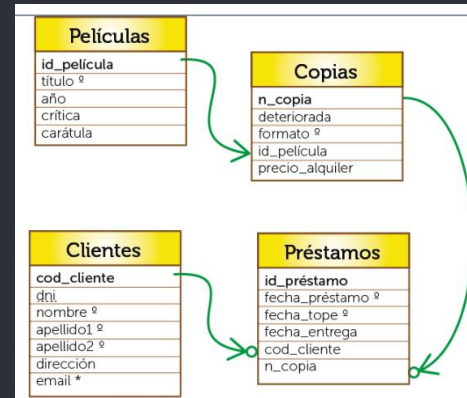 Películas
id_película
título º
año
crítica
carátula
Copias
n_copia
deteriorada
formato º
id_película
precio_alquiler
Clientes
cod_cliente
dni
nombre º
apellido1 º
apellido2 º
dirección
email *
Préstamos
id_préstamo
fecha_préstamo º
fecha_tope º
fecha_entrega
cod_cliente
n_copia